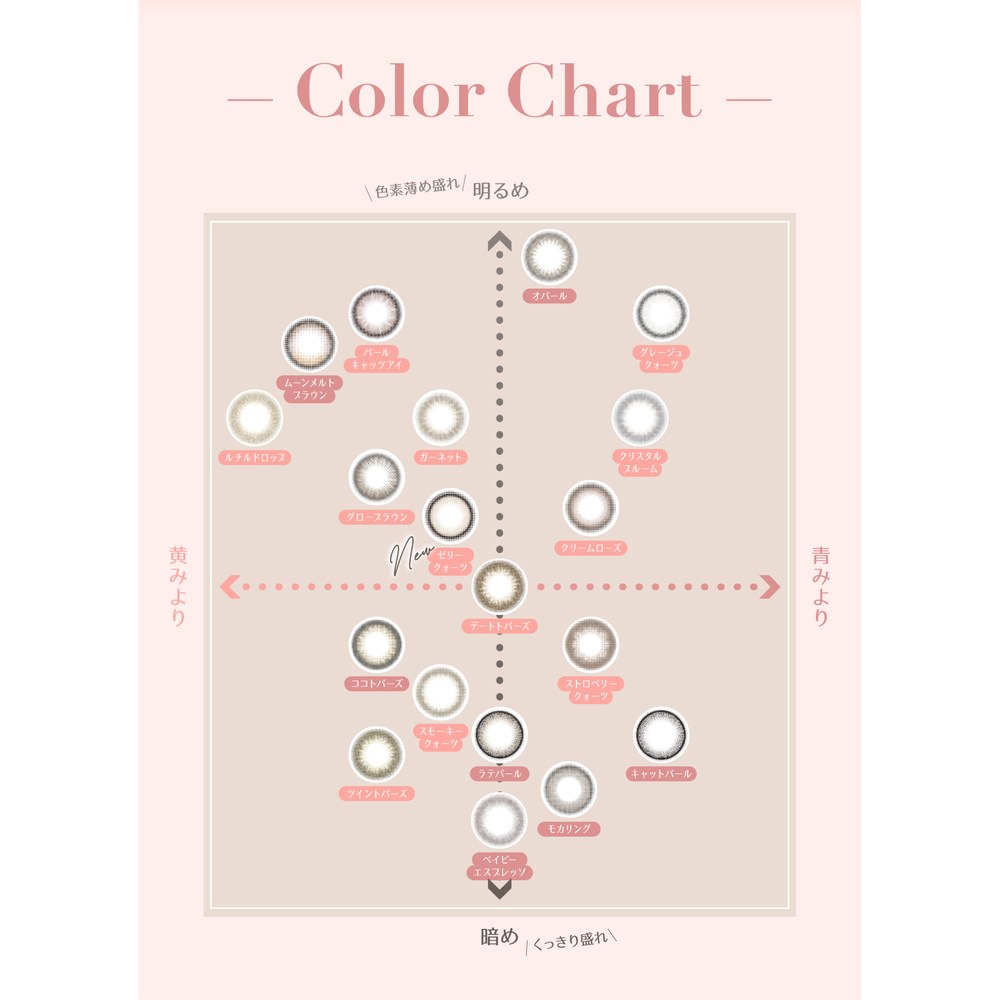 Color Chart
色素薄め盛れ 明るめ
オパール
パール
キャッツアイ
グレージュ
クォーツ
ムーンメルト
ブラウン
ルチルドロップ
ガーネット
クリスタル
ブルーム
グローブラウン
New
ゼリー
クォーツ
クリームローズ
黄みより
青みより
デートトパーズ
ココトパーズ
ストロベリー
クォーツ
スモーキー
クォーツ
ラテパール
キャットパール
ツイントパーズ
モカリング
ベイビー
エスプレッソ
暗め くっきり盛れ